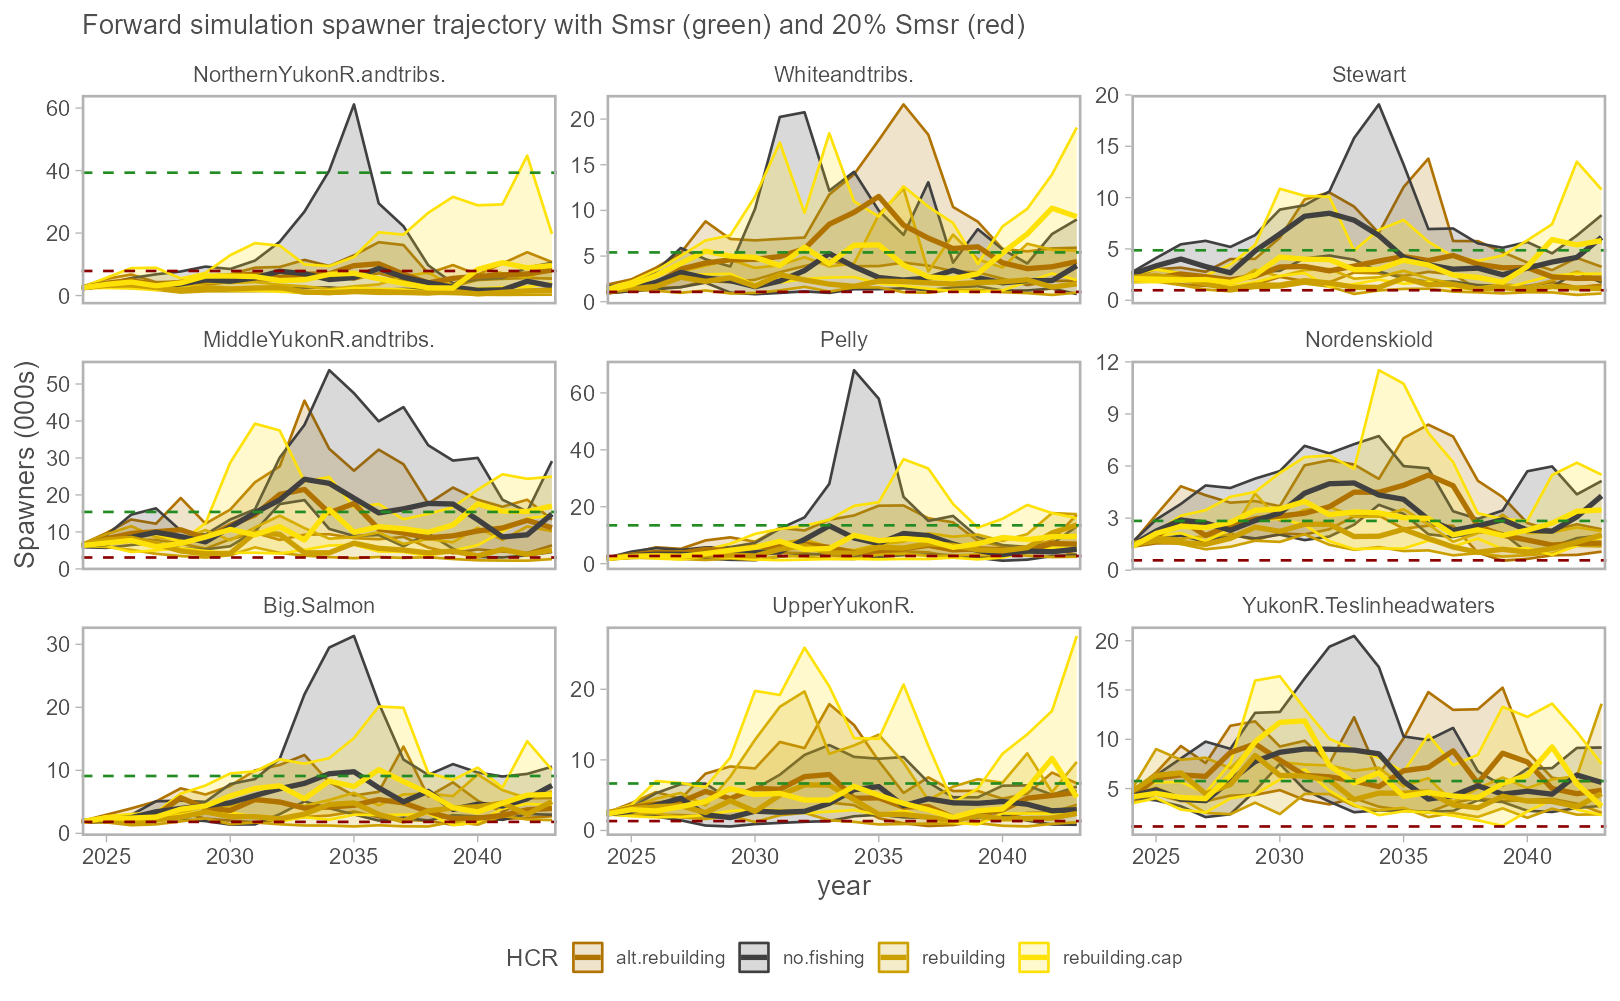 Forward simulation spawner trajectory with Smsr (green) and 20% Smsr (red)
NorthernYukonR.andtribs.
Whiteandtribs.
Stewart
60
40
20
0
20
15
10
5
0
20
15
10
5
0
MiddleYukonR.andtribs.
Pelly
Nordenskiold
Spawners (000s)
50
40
30
20
10
0
60
40
20
0
12
9
6
3
0
Big.Salmon
UpperYukonR.
YukonR.Teslinheadwaters
30
20
10
0
20
10
0
20
15
10
5
2025 2030 2035 2040
2025 2030 2035 2040
2025 2030 2035 2040
year
HCR alt.rebuilding no.fishing rebuilding rebuilding.cap